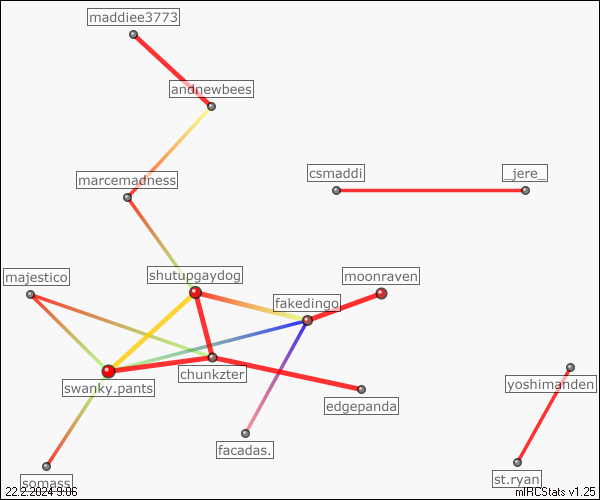 maddiee3773
andnewbees
marcemadness
csmaddi
_jere_
majestico
shutupgaydog
moonraven
fakedingo
chunkzter
swanky.pants
edgepanda
yoshimanden
facadas.
somass
st.ryan
22.2.2024 9:06
mIRCStats v1.25